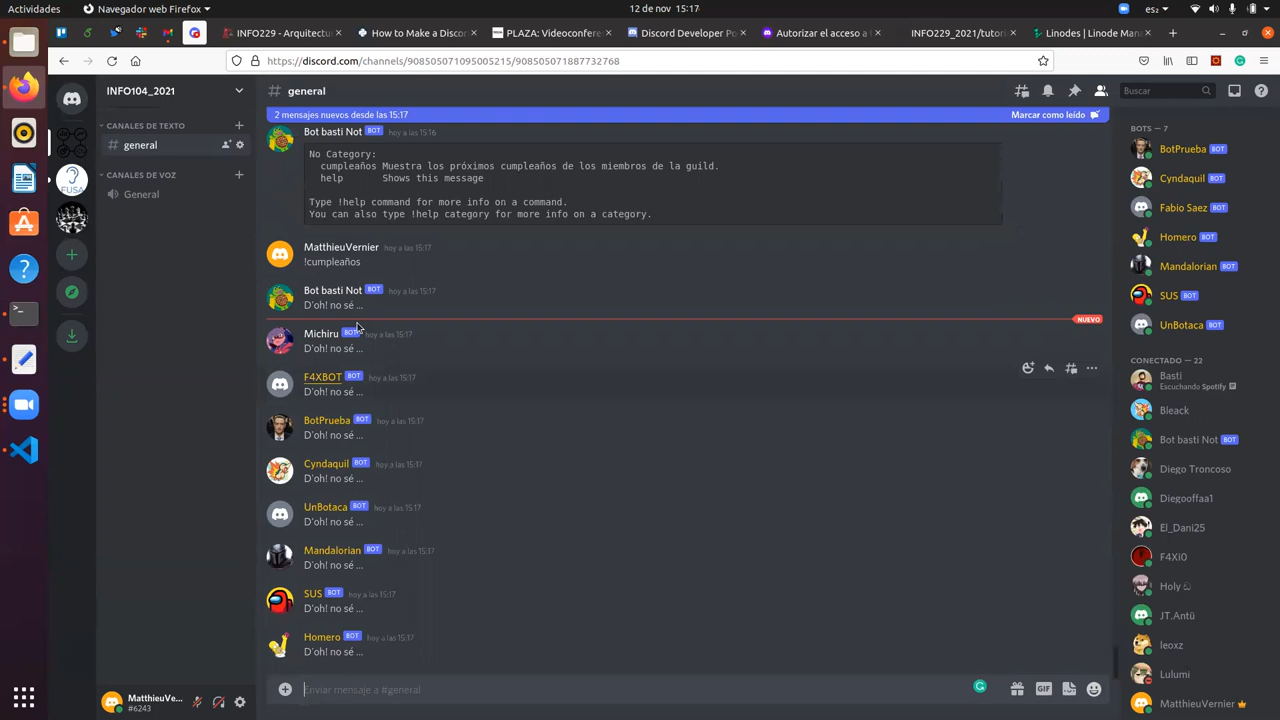 Actividades
Navegador web Firefox
12 de nov 15:17
es₂
INFO229 - Arquitectur
How to Make a Discor
PLAZA: Videoconfere
Discord Developer Po
Autorizar el acceso a
INFO229_2021/tutori
Linodes | Linode Mana
https://discord.com/channels/908505071095005215/908505071887732768
INFO104_2021
# general
Buscar
2 mensajes nuevos desde las 15:17
Marcar como leído
CANALES DE TEXTO
# general
CANALES DE VOZ
General
FUSA
Bot basti Not BOT hoy a las 15:16
No Category:
cumpleaños Muestra los próximos cumpleaños de los miembros de la guild.
help Shows this message
Type !help command for more info on a command.
You can also type !help category for more info on a category.
MatthieuVernier hoy a las 15:17
!cumpleaños
Bot basti Not BOT hoy a las 15:17
D'oh! no sé ...
NUEVO
Michiru BOT hoy a las 15:17
D'oh! no sé ...
F4XBOT BOT hoy a las 15:17
D'oh! no sé ...
BotPrueba BOT hoy a las 15:17
D'oh! no sé ...
Cyndaquil BOT hoy a las 15:17
D'oh! no sé ...
UnBotaca BOT hoy a las 15:17
D'oh! no sé ...
Mandalorian BOT hoy a las 15:17
D'oh! no sé ...
SUS BOT hoy a las 15:17
D'oh! no sé ...
Homero BOT hoy a las 15:17
D'oh! no sé ...
Enviar mensaje a #general
GIF
MatthieuVe...
#6243
BOTS — 7
BotPrueba BOT
Cyndaquil BOT
Fabio Saez BOT
Homero BOT
Mandalorian BOT
SUS BOT
UnBotaca BOT
CONECTADO — 22
Basti
Escuchando Spotify
Bleack
Bot basti Not BOT
Diego Troncoso
Diegooffaa1
El_Dani25
F4Xi0
Holy
JT.Antü
leoxz
Lulumi
MatthieuVernier